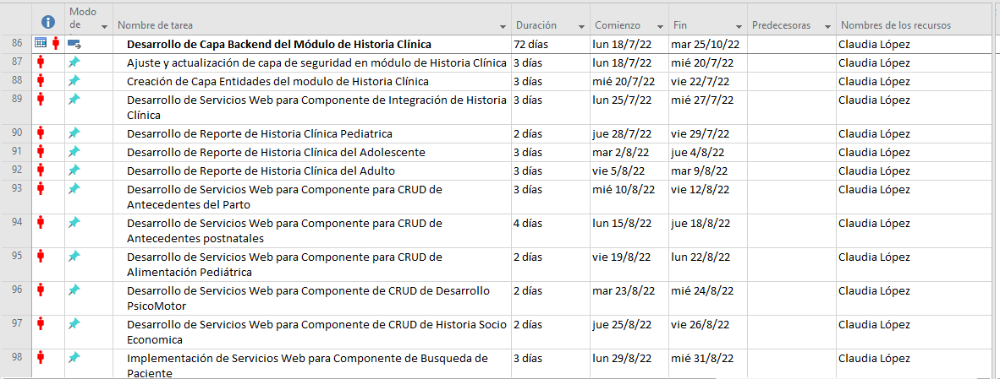 Modo de
Nombre de tarea Duración Comienzo Fin Predecesoras Nombres de los recursos
86 Desarrollo de Capa Backend del Módulo de Historia Clínica 72 días lun 18/7/22 mar 25/10/22 Claudia López
87 Ajuste y actualización de capa de seguridad en módulo de Historia Clínica 3 días lun 18/7/22 mié 20/7/22 Claudia López
88 Creación de Capa Entidades del modulo de Historia Clínica 3 días mié 20/7/22 vie 22/7/22 Claudia López
89 Desarrollo de Servicios Web para Componente de Integración de Historia 3 días lun 25/7/22 mié 27/7/22 Claudia López
Clínica
90 Desarrollo de Reporte de Historia Clínica Pediatrica 2 días jue 28/7/22 vie 29/7/22 Claudia López
91 Desarrollo de Reporte de Historia Clínica del Adolescente 3 días mar 2/8/22 jue 4/8/22 Claudia López
92 Desarrollo de Reporte de Historia Clínica del Adulto 3 días vie 5/8/22 mar 9/8/22 Claudia López
93 Desarrollo de Servicios Web para Componente para CRUD de 3 días mié 10/8/22 vie 12/8/22 Claudia López
Antecedentes del Parto
94 Desarrollo de Servicios Web para Componente para CRUD de 4 días lun 15/8/22 jue 18/8/22 Claudia López
Antecedentes postnatales
95 Desarrollo de Servicios Web para Componente para CRUD de 2 días vie 19/8/22 lun 22/8/22 Claudia López
Alimentación Pediátrica
96 Desarrollo de Servicios Web para Componente de CRUD de Desarrollo 2 días mar 23/8/22 mié 24/8/22 Claudia López
PsicoMotor
97 Desarrollo de Servicios Web para Componente de CRUD de Historia Socio 2 días jue 25/8/22 vie 26/8/22 Claudia López
Economica
98 Implementación de Servicios Web para Componente de Busqueda de 3 días lun 29/8/22 mié 31/8/22 Claudia López
Paciente